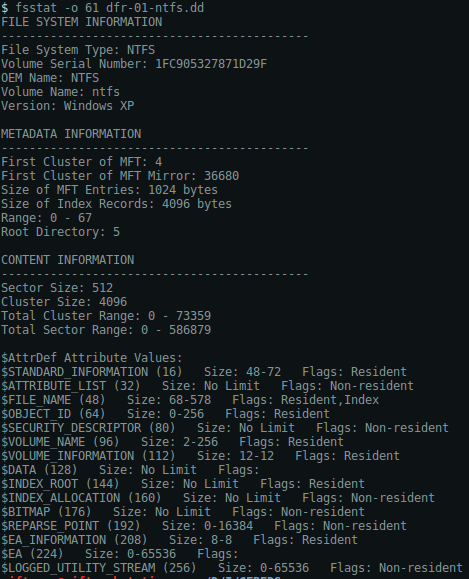 $ fsstat -o 61 dfr-01-ntfs.dd
FILE SYSTEM INFORMATION
--------------------------------------------
File System Type: NTFS
Volume Serial Number: 1FC905327871D29F
OEM Name: NTFS
Volume Name: ntfs
Version: Windows XP

METADATA INFORMATION
--------------------------------------------
First Cluster of MFT: 4
First Cluster of MFT Mirror: 36680
Size of MFT Entries: 1024 bytes
Size of Index Records: 4096 bytes
Range: 0 - 67
Root Directory: 5

CONTENT INFORMATION
--------------------------------------------
Sector Size: 512
Cluster Size: 4096
Total Cluster Range: 0 - 73359
Total Sector Range: 0 - 586879

$AttrDef Attribute Values:
$STANDARD_INFORMATION (16)   Size: 48-72   Flags: Resident
$ATTRIBUTE_LIST (32)   Size: No Limit   Flags: Non-resident
$FILE_NAME (48)   Size: 68-578   Flags: Resident,Index
$OBJECT_ID (64)   Size: 0-256   Flags: Resident
$SECURITY_DESCRIPTOR (80)   Size: No Limit   Flags: Non-resident
$VOLUME_NAME (96)   Size: 2-256   Flags: Resident
$VOLUME_INFORMATION (112)   Size: 12-12   Flags: Resident
$DATA (128)   Size: No Limit   Flags:
$INDEX_ROOT (144)   Size: No Limit   Flags: Resident
$INDEX_ALLOCATION (160)   Size: No Limit   Flags: Non-resident
$BITMAP (176)   Size: No Limit   Flags: Non-resident
$REPARSE_POINT (192)   Size: 0-16384   Flags: Non-resident
$EA_INFORMATION (208)   Size: 8-8   Flags: Resident
$EA (224)   Size: 0-65536   Flags:
$LOGGED_UTILITY_STREAM (256)   Size: 0-65536   Flags: Non-resident